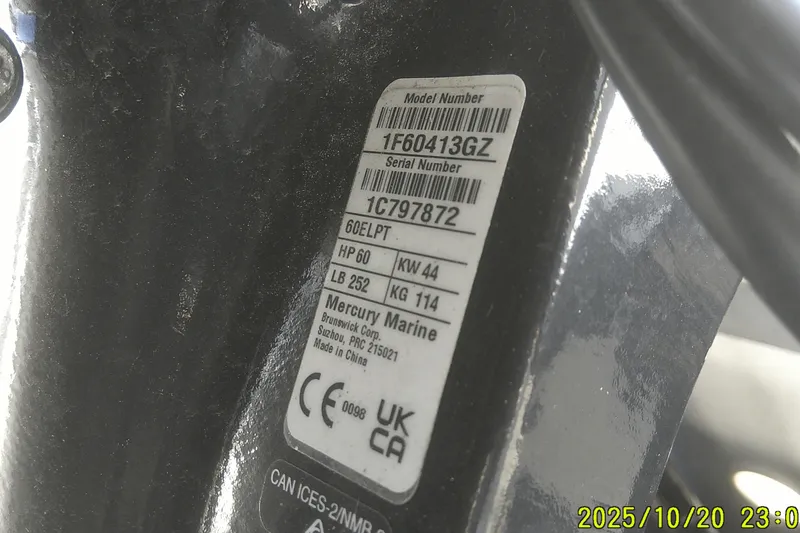 Model Number
1F60413GZ
Serial Number
1C797872
60ELPT
HP 60 KW 44
LB 252 KG 114
Mercury Marine
Brunswick Corp.
Suzhou, PRC 215021
Made in China
CE 0098 UK
CA
CAN ICES-2/NMB-
2025/10/20 23:0